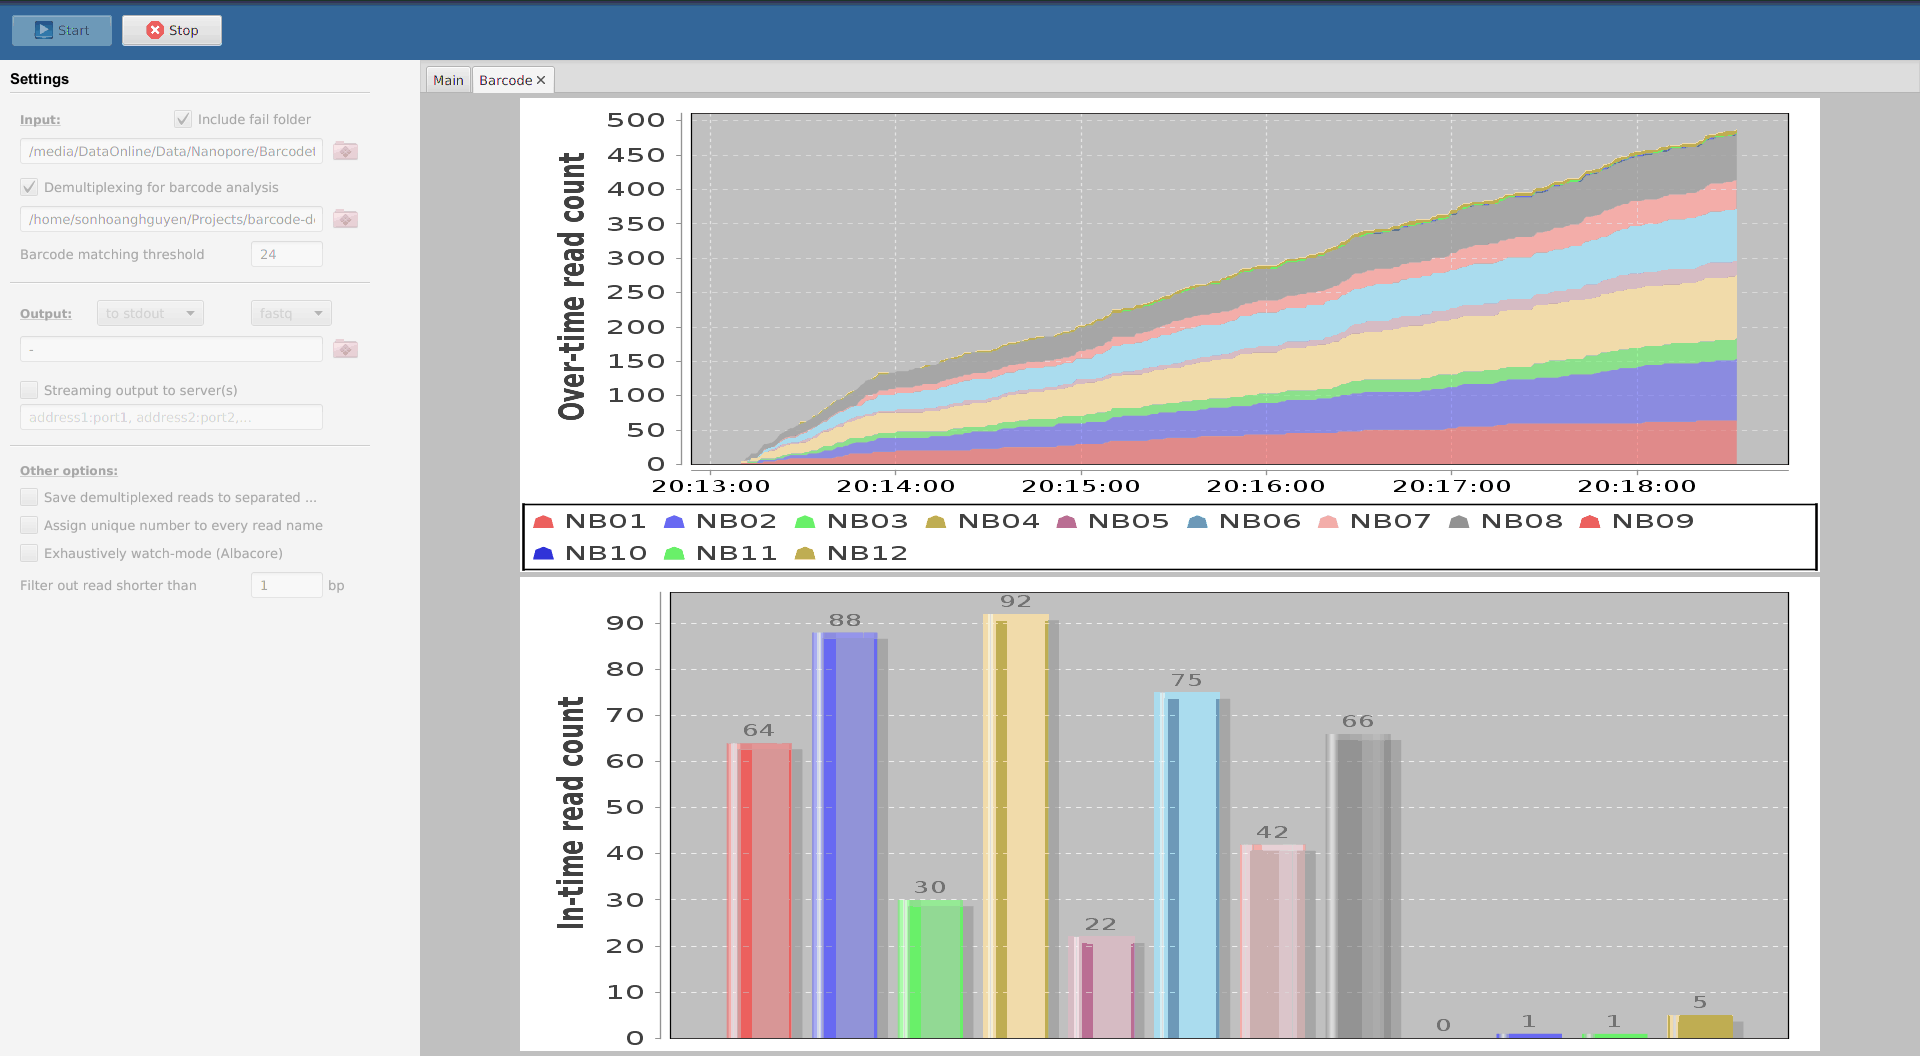 Start Stop
Settings
Input: Include fail folder
/media/DataOnline/Data/Nanopore/Barcodet
Demultiplexing for barcode analysis
/home/sonhoanghguyen/Projects/barcode-d
Barcode matching threshold 24
Output: to stdout fastq
-
Streaming output to server(s)
address1:port1, address2:port2,...
Other options:
Save demultiplexed reads to separated ...
Assign unique number to every read name
Exhaustively watch-mode (Albacore)
Filter out read shorter than 1 bp
Main Barcode
Over-time read count
500
450
400
350
300
250
200
150
100
50
0
20:13:00 20:14:00 20:15:00 20:16:00 20:17:00 20:18:00
NB01 NB02 NB03 NB04 NB05 NB06 NB07 NB08 NB09
NB10 NB11 NB12
In-time read count
90
80
70
60
50
40
30
20
10
0
64 88 30 92 22 75 42 66 0 1 1 5